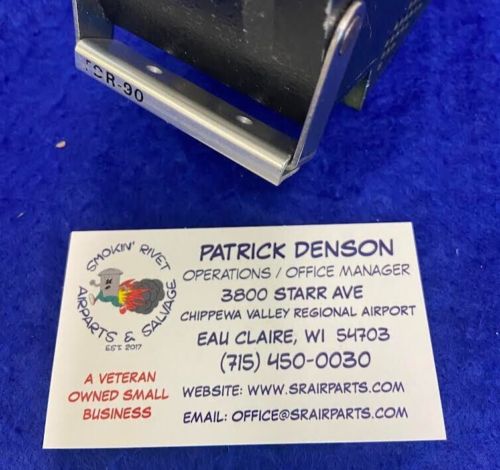 TCR-90
SMOKIN' RIVET
AIRPARTS & SALVAGE
EST. 2017
A VETERAN
OWNED SMALL
BUSINESS
PATRICK DENSON
OPERATIONS / OFFICE MANAGER
3800 STARR AVE
CHIPPEWA VALLEY REGIONAL AIRPORT
EAU CLAIRE, WI 54703
(715) 450-0030
WEBSITE: WWW.SRAIRPARTS.COM
EMAIL: OFFICE@SRAIRPARTS.COM